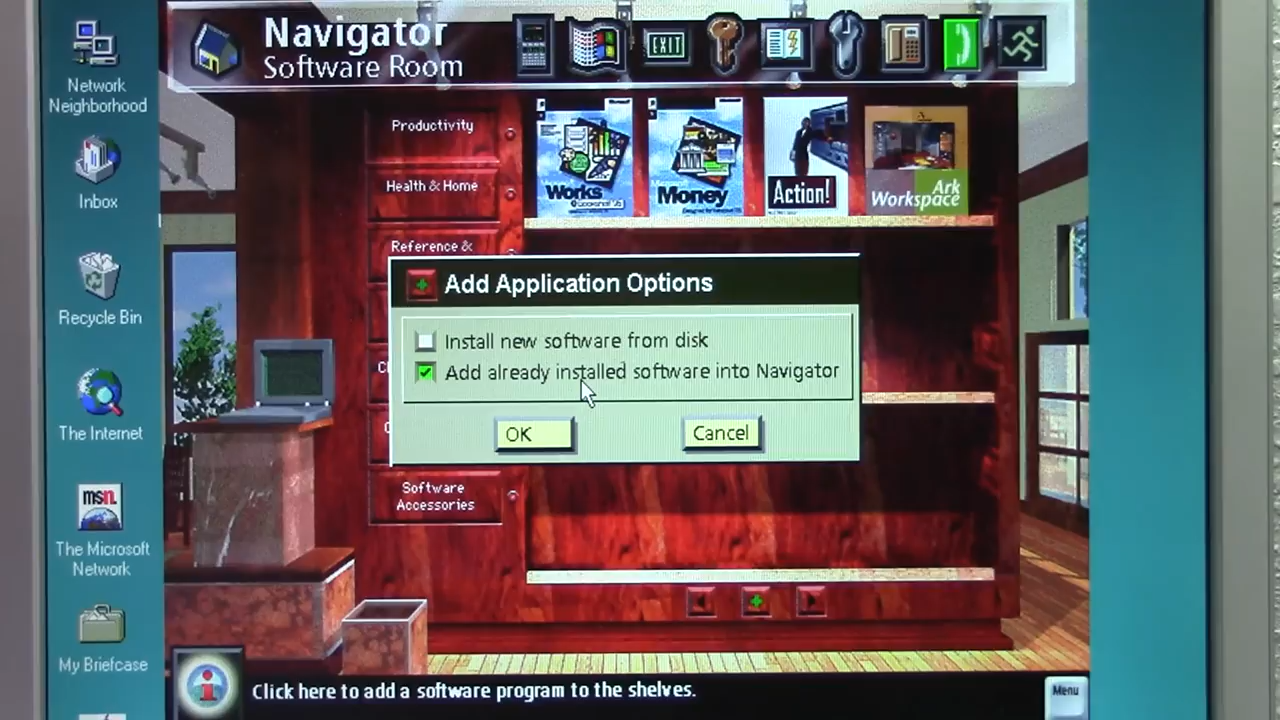 Network
Neighborhood
Inbox
Recycle Bin
The Internet
msn.
The Microsoft
Network
My Briefcase
Navigator
Software Room
EXIT
Productivity
Health & Home
Reference &
Software
Accessories
Works
Money
Action!
Ark
Workspace
Add Application Options
Install new software from disk
Add already installed software into Navigator
OK
Cancel
Click here to add a software program to the shelves.
Menu